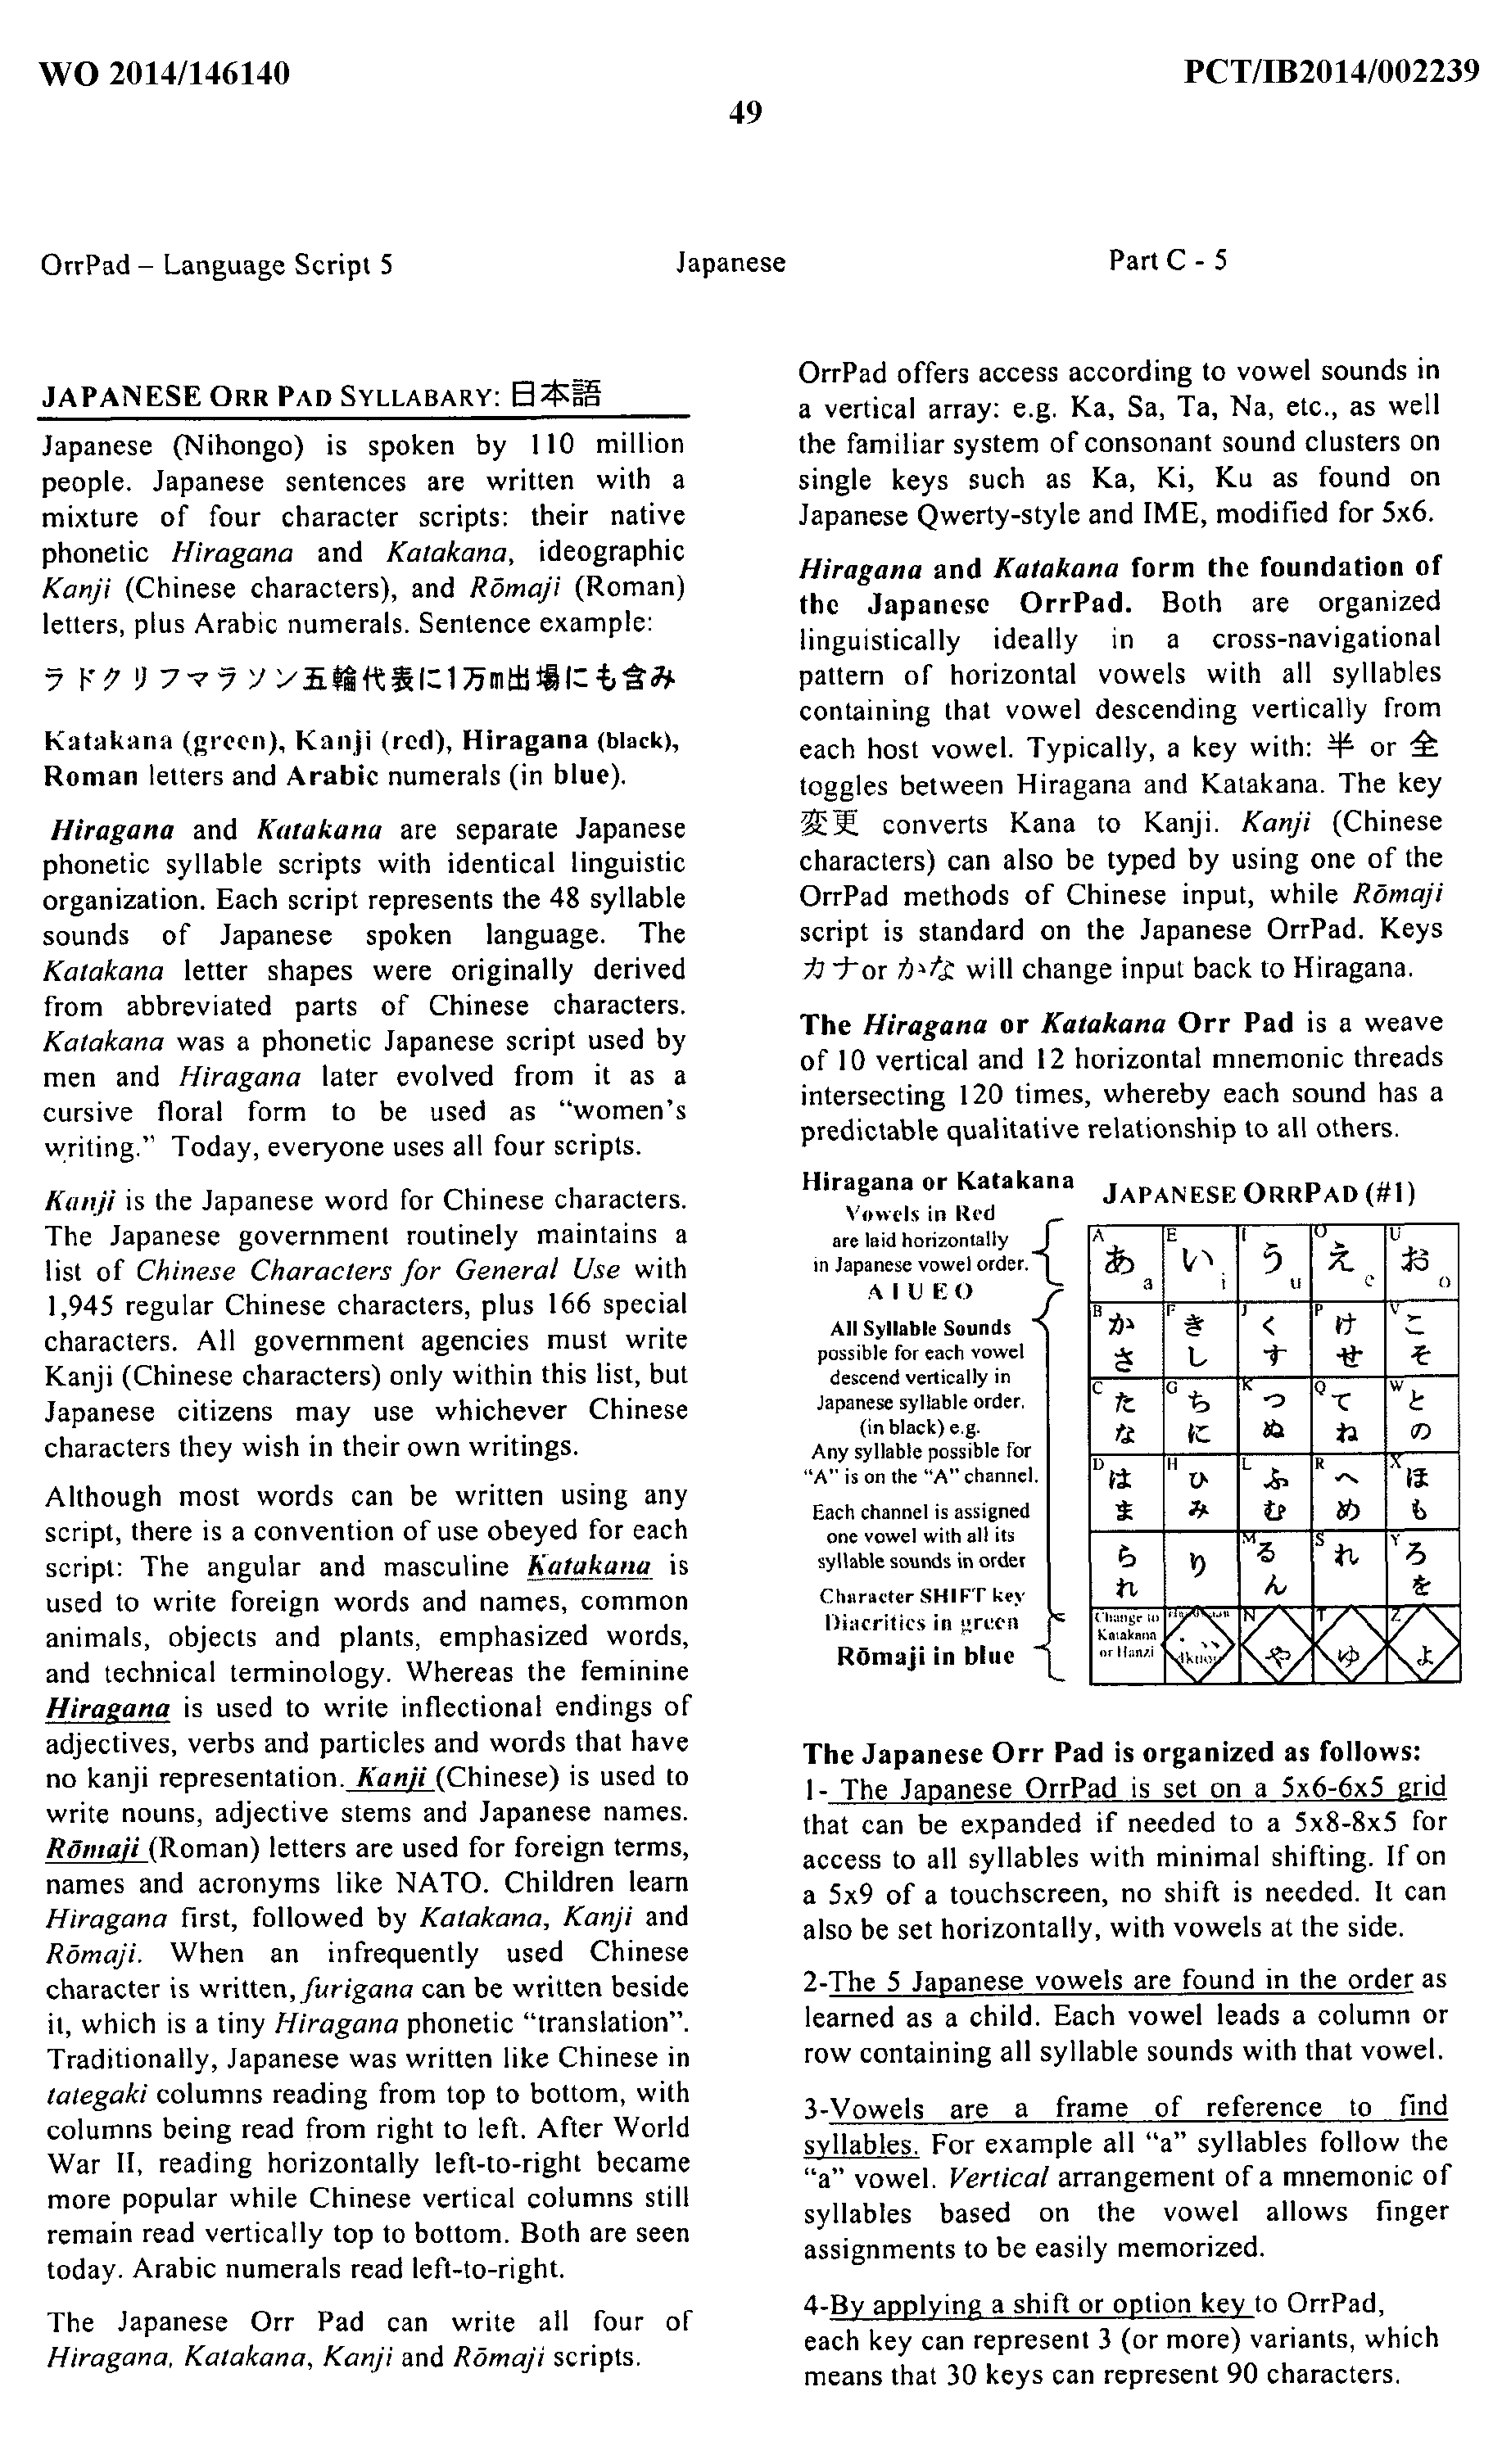 WO 2014/146140
PCT/IB2014/002239
49
OrrPad – Language Script 5
Japanese
Part C - 5
JAPANESE ORR PAD SYLLABARY: 日本語
Japanese (Nihongo) is spoken by 110 million
people. Japanese sentences are written with a
mixture of four character scripts: their native
phonetic Hiragana and Katakana, ideographic
Kanji (Chinese characters), and Rōmaji (Roman)
letters, plus Arabic numerals. Sentence example:
ラドクリフマラソン五輪代表に1万m出場にも含み
Katakana (green), Kanji (red), Hiragana (black),
Roman letters and Arabic numerals (in blue).
Hiragana and Katakana are separate Japanese
phonetic syllable scripts with identical linguistic
organization. Each script represents the 48 syllable
sounds of Japanese spoken language. The
Katakana letter shapes were originally derived
from abbreviated parts of Chinese characters.
Katakana was a phonetic Japanese script used by
men and Hiragana later evolved from it as a
cursive floral form to be used as “women’s
writing.” Today, everyone uses all four scripts.
Kanji is the Japanese word for Chinese characters.
The Japanese government routinely maintains a
list of Chinese Characters for General Use with
1,945 regular Chinese characters, plus 166 special
characters. All government agencies must write
Kanji (Chinese characters) only within this list, but
Japanese citizens may use whichever Chinese
characters they wish in their own writings.
Although most words can be written using any
script, there is a convention of use obeyed for each
script: The angular and masculine Katakana is
used to write foreign words and names, common
animals, objects and plants, emphasized words,
and technical terminology. Whereas the feminine
Hiragana is used to write inflectional endings of
adjectives, verbs and particles and words that have
no kanji representation. Kanji (Chinese) is used to
write nouns, adjective stems and Japanese names.
Rōmaji (Roman) letters are used for foreign terms,
names and acronyms like NATO. Children learn
Hiragana first, followed by Katakana, Kanji and
Rōmaji. When an infrequently used Chinese
character is written, furigana can be written beside
it, which is a tiny Hiragana phonetic “translation”.
Traditionally, Japanese was written like Chinese in
tategaki columns reading from top to bottom, with
columns being read from right to left. After World
War II, reading horizontally left-to-right became
more popular while Chinese vertical columns still
remain read vertically top to bottom. Both are seen
today. Arabic numerals read left-to-right.
The Japanese Orr Pad can write all four of
Hiragana, Katakana, Kanji and Rōmaji scripts.
OrrPad offers access according to vowel sounds in
a vertical array: e.g. Ka, Sa, Ta, Na, etc., as well
the familiar system of consonant sound clusters on
single keys such as Ka, Ki, Ku as found on
Japanese Qwerty-style and IME, modified for 5x6.
Hiragana and Katakana form the foundation of
the Japanese OrrPad. Both are organized
linguistically ideally in a cross-navigational
pattern of horizontal vowels with all syllables
containing that vowel descending vertically from
each host vowel. Typically, a key with: 半 or 全
toggles between Hiragana and Katakana. The key
変更 converts Kana to Kanji. Kanji (Chinese
characters) can also be typed by using one of the
OrrPad methods of Chinese input, while Rōmaji
script is standard on the Japanese OrrPad. Keys
カナor かな will change input back to Hiragana.
The Hiragana or Katakana Orr Pad is a weave
of 10 vertical and 12 horizontal mnemonic threads
intersecting 120 times, whereby each sound has a
predictable qualitative relationship to all others.
Hiragana or Katakana
Vowels in Red
are laid horizontally
in Japanese vowel order.
A I U E O
All Syllable Sounds
possible for each vowel
descend vertically in
Japanese syllable order.
(in black) e.g.
Any syllable possible for
“A” is on the “A” channel.
Each channel is assigned
one vowel with all its
syllable sounds in order
Character SHIFT key
Diacritics in green
Rōmaji in blue
JAPANESE ORRPAD (#1)
A E I O U
あ い う え お
a i u e o
B F J P V
か き く け こ
さ し す せ そ
C G K Q W
た ち つ て と
な に ぬ ね の
D H L R X
は ひ ふ へ ほ
ま み む め も
M S Y
ら り る れ ろ
れ ん を
Change to N T Z
Katakana
or Hanzi や ゆ よ
The Japanese Orr Pad is organized as follows:
1- The Japanese OrrPad is set on a 5x6-6x5 grid
that can be expanded if needed to a 5x8-8x5 for
access to all syllables with minimal shifting. If on
a 5x9 of a touchscreen, no shift is needed. It can
also be set horizontally, with vowels at the side.
2-The 5 Japanese vowels are found in the order as
learned as a child. Each vowel leads a column or
row containing all syllable sounds with that vowel.
3-Vowels are a frame of reference to find
syllables. For example all “a” syllables follow the
“a” vowel. Vertical arrangement of a mnemonic of
syllables based on the vowel allows finger
assignments to be easily memorized.
4-By applying a shift or option key to OrrPad,
each key can represent 3 (or more) variants, which
means that 30 keys can represent 90 characters.